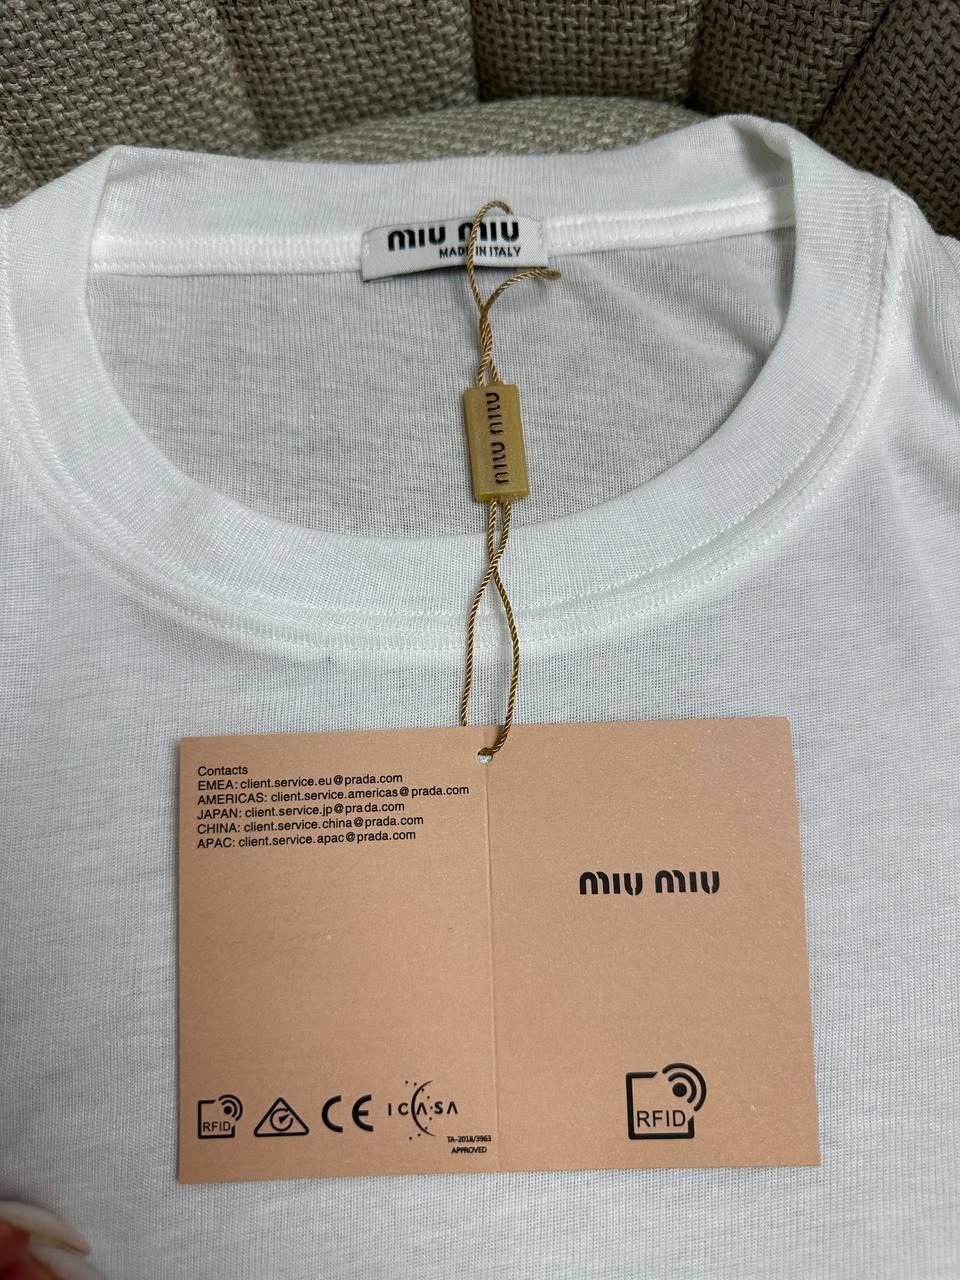 MIU MIU
MADE IN ITALY
MIU MIU
Contacts
EMEA: client.service.eu@prada.com
AMERICAS: client.service.americas@prada.com
JAPAN: client.service.jp@prada.com
CHINA: client.service.china@prada.com
APAC: client.service.apac@prada.com
MIU MIU
RFID
CE
ICASA
TA-2018/3963
APPROVED
RFID